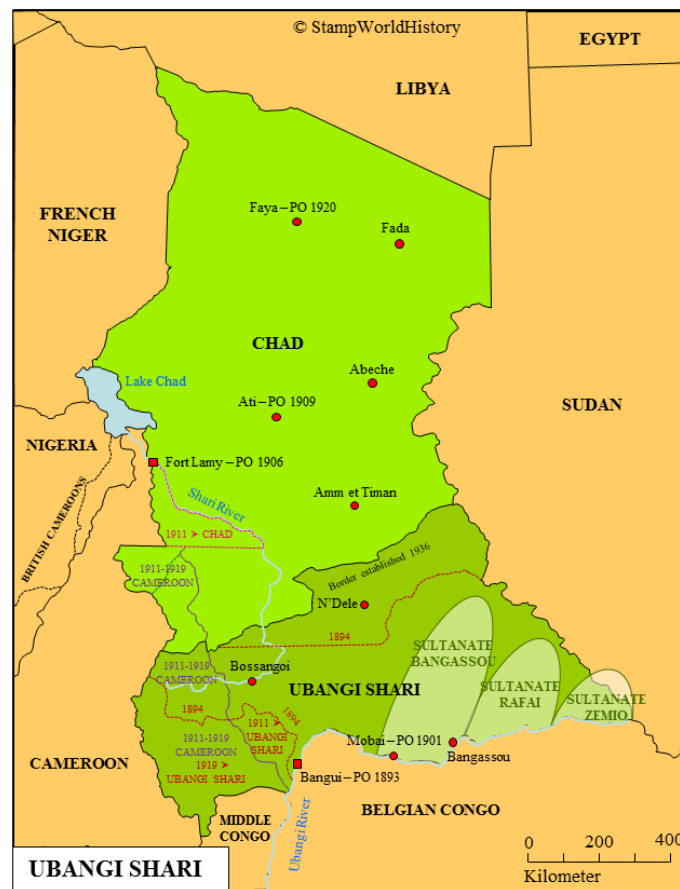 © StampWorldHistory
EGYPT
LIBYA
FRENCH
NIGER
Faya – PO 1920
Fada
CHAD
Lake Chad
Abeche
Ati – PO 1909
SUDAN
NIGERIA
Fort Lamy – PO 1906
BRITISH CAMEROONS
Shari River
Amm et Timan
1911 ➤ CHAD
1911-1919
CAMEROON
Border established 1936
N'Dele
1894
SULTANATE
BANGASSOU
1911-1919
CAMEROON
Bossangoi
UBANGI SHARI
SULTANATE
RAFAI
SULTANATE
ZEMIO
1894
1894
1911 ➤
UBANGI
SHARI
1911-1919
CAMEROON
1919 ➤
UBANGI SHARI
Mobai – PO 1901
Bangassou
CAMEROON
Bangui – PO 1893
MIDDLE
CONGO
Ubangi River
BELGIAN CONGO
UBANGI SHARI
0 200 400
Kilometer